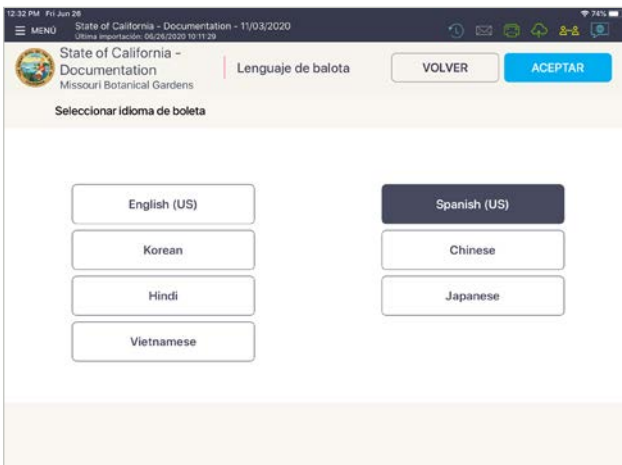 12:32 PM Fri Jun 26
74%
MENÚ
State of California - Documentation - 11/03/2020
Última importación: 06/26/2020 10:11:29
State of California -
Documentation
Missouri Botanical Gardens
Lenguaje de balota
VOLVER
ACEPTAR
Seleccionar idioma de boleta
English (US)
Spanish (US)
Korean
Chinese
Hindi
Japanese
Vietnamese